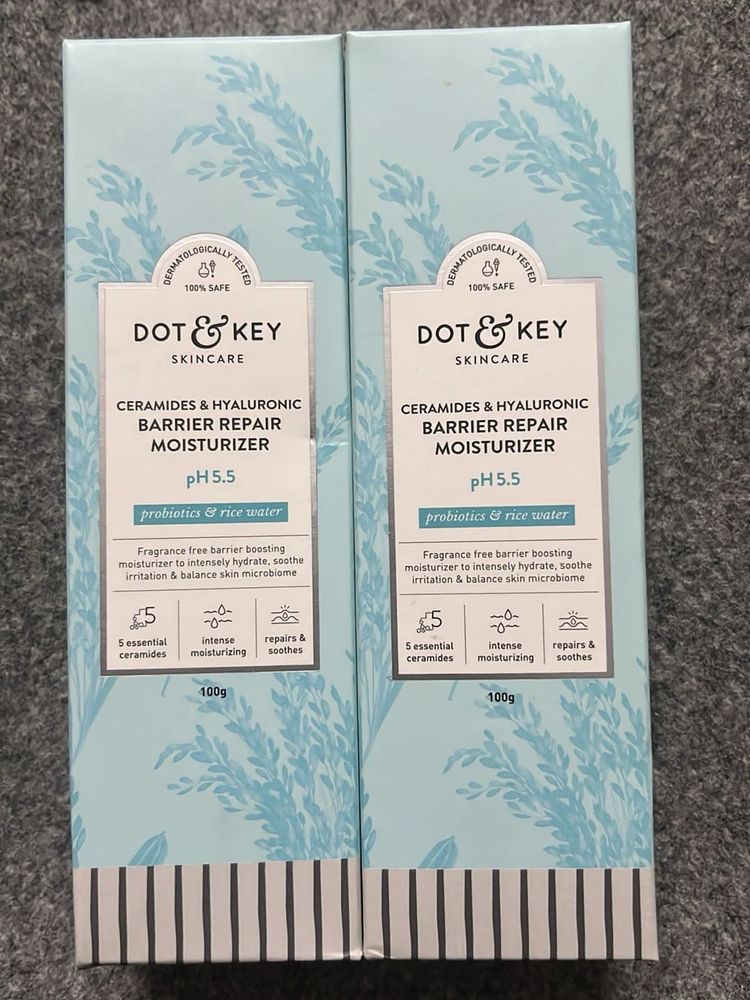 DERMATOLOGICALLY TESTED
100% SAFE
DOT & KEY
SKINCARE
CERAMIDES & HYALURONIC
BARRIER REPAIR
MOISTURIZER
pH 5.5
probiotics & rice water
Fragrance free barrier boosting
moisturizer to intensely hydrate, soothe
irritation & balance skin microbiome
5
5 essential
ceramides
intense
moisturizing
repairs &
soothes
100g
DERMATOLOGICALLY TESTED
100% SAFE
DOT & KEY
SKINCARE
CERAMIDES & HYALURONIC
BARRIER REPAIR
MOISTURIZER
pH 5.5
probiotics & rice water
Fragrance free barrier boosting
moisturizer to intensely hydrate, soothe
irritation & balance skin microbiome
5
5 essential
ceramides
intense
moisturizing
repairs &
soothes
100g